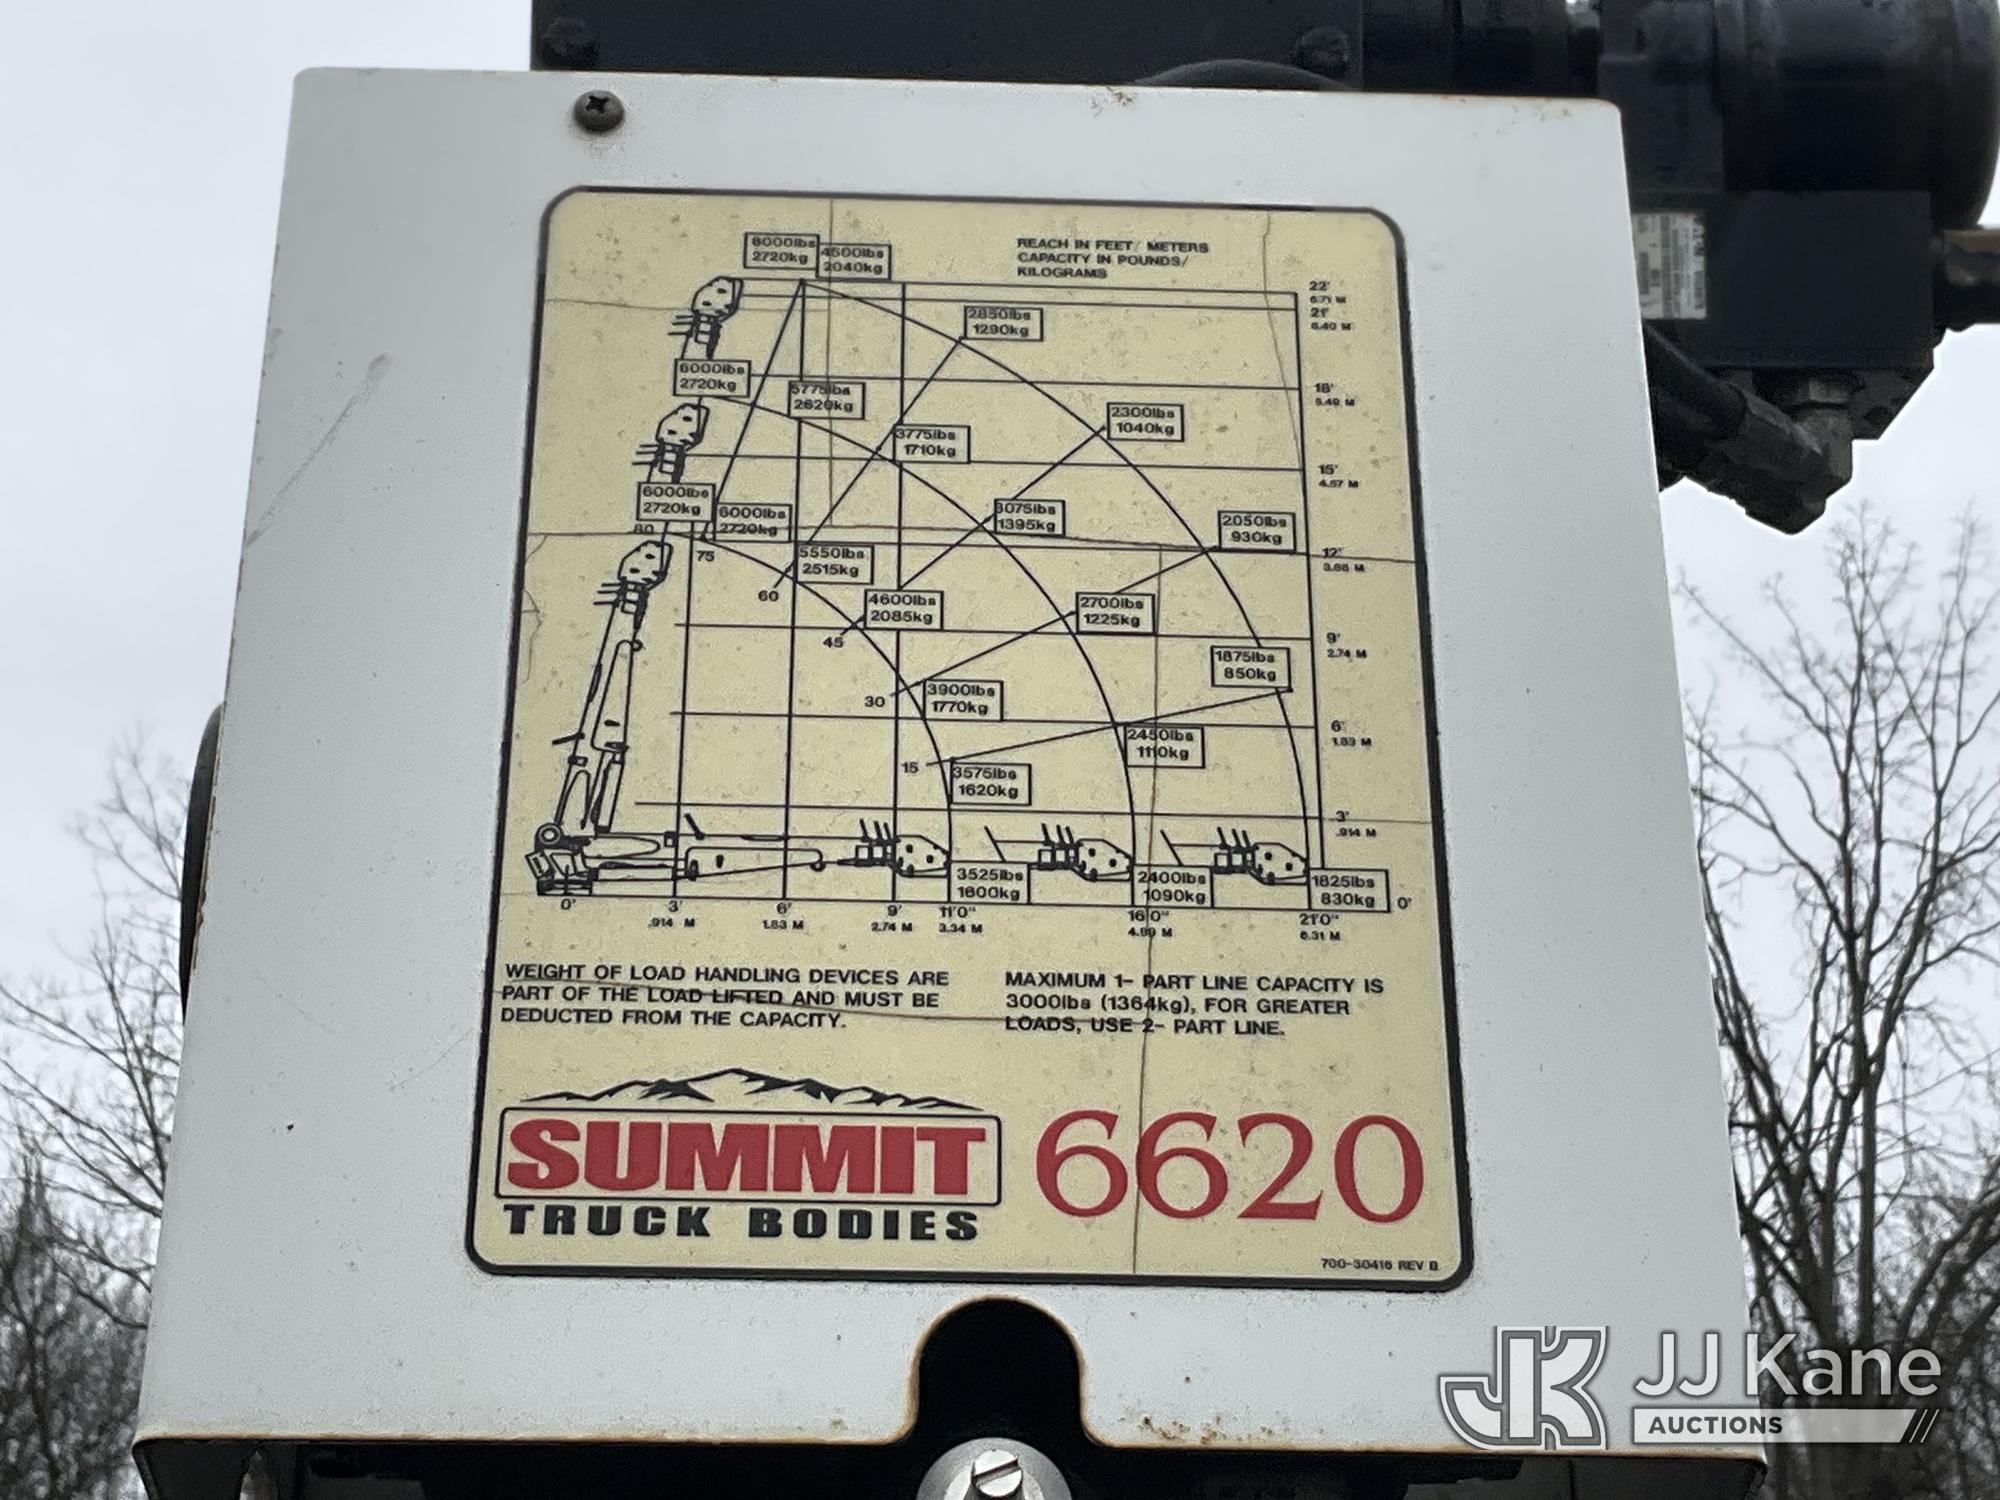 REACH IN FEET/ METERS
CAPACITY IN POUNDS/
KILOGRAMS
6000lbs
2720kg
4500lbs
2040kg
2850lbs
1290kg
6000lbs
2720kg
5775lbs
2620kg
3775lbs
1710kg
2300lbs
1040kg
6000lbs
2720kg
6000lbs
2720kg
3075lbs
1395kg
2050lbs
930kg
5550lbs
2515kg
4600lbs
2085kg
2700lbs
1225kg
3900lbs
1770kg
1875lbs
850kg
3575lbs
1620kg
2450lbs
1110kg
3525lbs
1600kg
2400lbs
1090kg
1825lbs
830kg
80
75
60
45
30
15
22'
6.71 M
21'
6.40 M
18'
5.49 M
15'
4.57 M
12'
3.66 M
9'
2.74 M
6'
1.83 M
3'
.914 M
0'
0'
3'
.914 M
6'
1.83 M
9'
2.74 M
11'0"
3.34 M
16'0"
4.89 M
21'0"
6.31 M
WEIGHT OF LOAD HANDLING DEVICES ARE
PART OF THE LOAD LIFTED AND MUST BE
DEDUCTED FROM THE CAPACITY.
MAXIMUM 1- PART LINE CAPACITY IS
3000lbs (1364kg), FOR GREATER
LOADS, USE 2- PART LINE.
SUMMIT
TRUCK BODIES
6620
700-30416 REV B
JK
JJ Kane
AUCTIONS